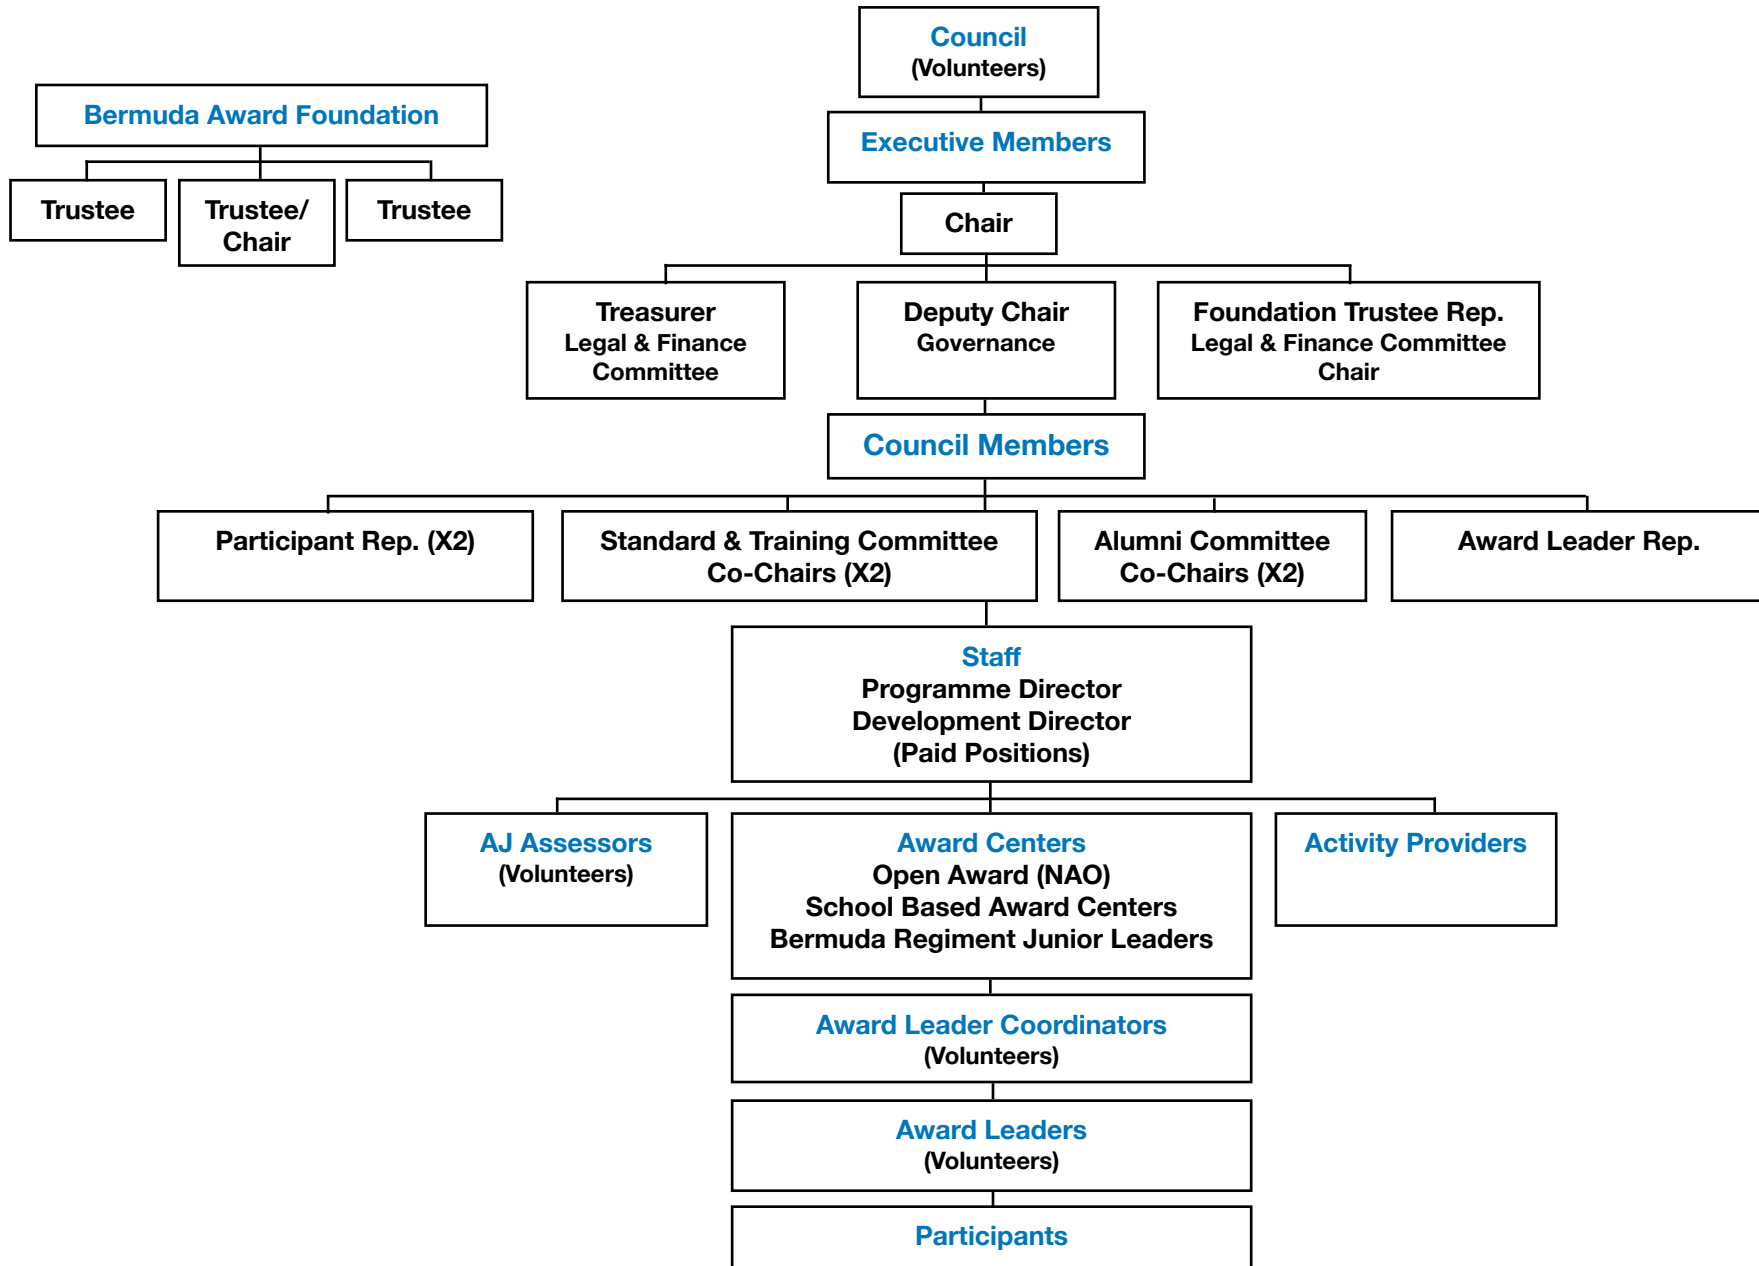 Council
(Volunteers)
Bermuda Award Foundation
Trustee
Trustee/
Chair
Trustee
Executive Members
Chair
Treasurer
Legal & Finance
Committee
Deputy Chair
Governance
Foundation Trustee Rep.
Legal & Finance Committee
Chair
Council Members
Participant Rep. (X2)
Standard & Training Committee
Co-Chairs (X2)
Alumni Committee
Co-Chairs (X2)
Award Leader Rep.
Staff
Programme Director
Development Director
(Paid Positions)
AJ Assessors
(Volunteers)
Award Centers
Open Award (NAO)
School Based Award Centers
Bermuda Regiment Junior Leaders
Activity Providers
Award Leader Coordinators
(Volunteers)
Award Leaders
(Volunteers)
Participants